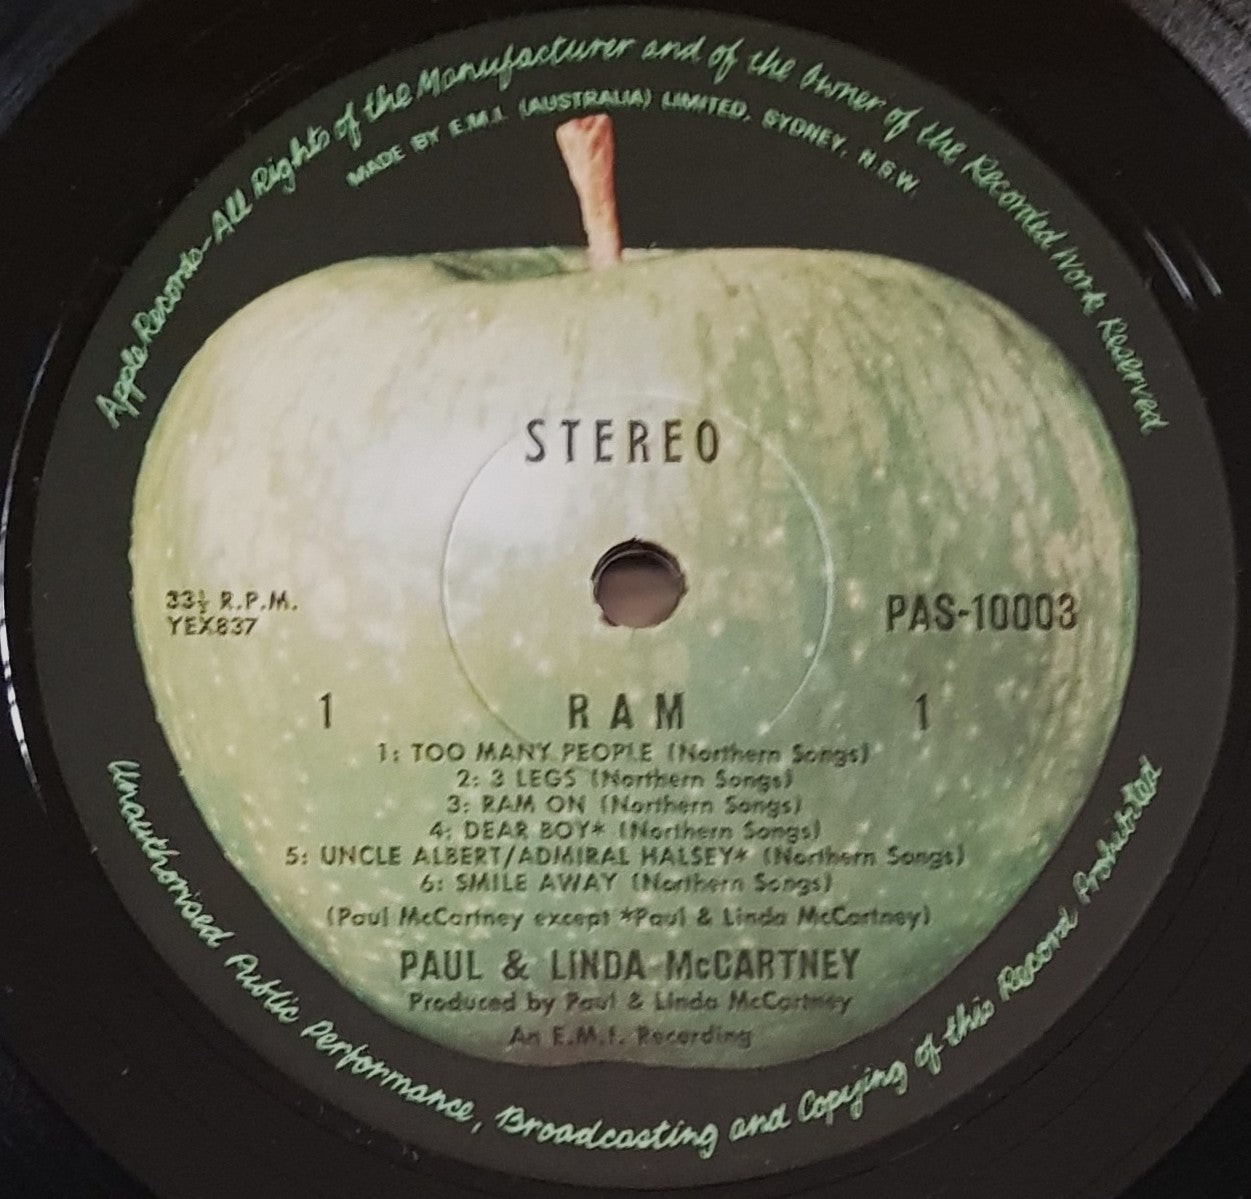 Apple Records-All Rights of the Manufacturer and of the Owner of the Recorded Work Reserved
MADE BY E.M.I. (AUSTRALIA) LIMITED, SYDNEY, N.S.W.
STEREO
33⅓ R.P.M.
YEX837
PAS-10003
1 RAM 1
1: TOO MANY PEOPLE (Northern Songs)
2: 3 LEGS (Northern Songs)
3: RAM ON (Northern Songs)
4: DEAR BOY* (Northern Songs)
5: UNCLE ALBERT/ADMIRAL HALSEY* (Northern Songs)
6: SMILE AWAY (Northern Songs)
(Paul McCartney except *Paul & Linda McCartney)
PAUL & LINDA McCARTNEY
Produced by Paul & Linda McCartney
An E.M.I. Recording
Unauthorised Public Performance, Broadcasting and Copying of this Record Prohibited